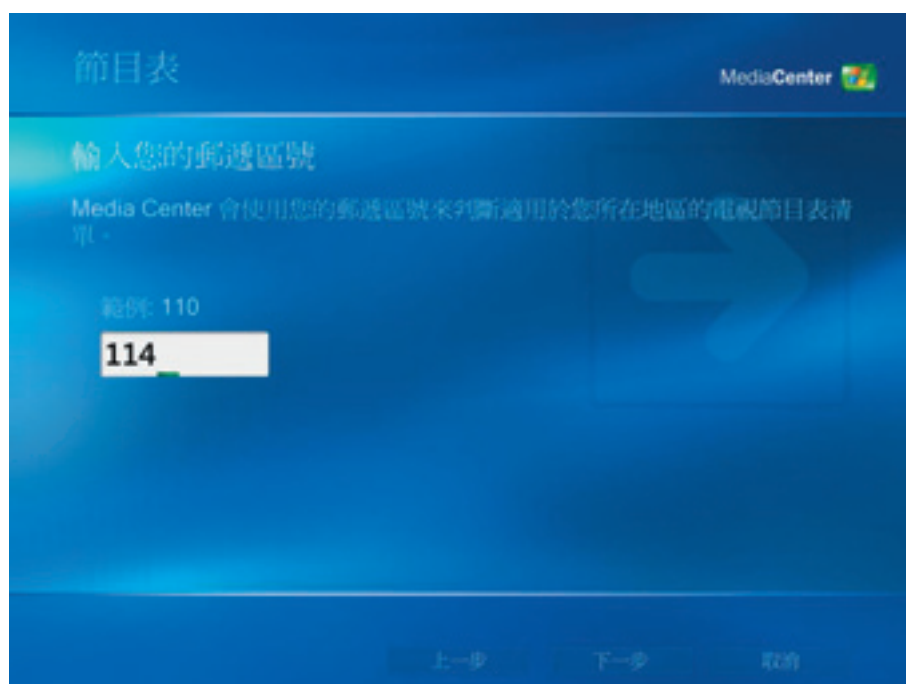 節目表
MediaCenter
輸入您的郵遞區號
Media Center 會使用您的郵遞區號來判斷適用於您所在地區的電視節目表清
單。
範例: 110
114
上一步 下一步 取消